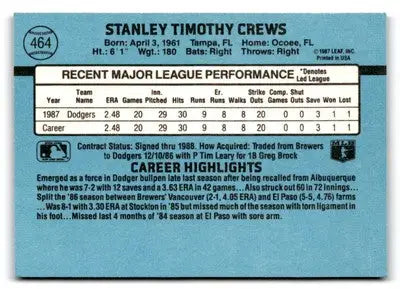 464
STANLEY TIMOTHY CREWS
Born: April 3, 1961 Tampa, FL Home: Ocoee, FL
Ht.: 6' 1" Wgt.: 180 Bats: Right Throws: Right
© 1987 LEAF, INC.
Printed in USA
RECENT MAJOR LEAGUE PERFORMANCE *Denotes Led League
Year Team Name ERA Games Inn. Pitched Hits Runs Earn. Runs Walks Strike Outs Comp. Games Shut Outs Save Won Lost
1987 Dodgers 2.48 20 29 30 9 8 8 20 0 0 3 1 1
Career 2.48 20 29 30 9 8 8 20 0 0 3 1 1
Contract Status: Signed thru 1988. How Acquired: Traded from Brewers
to Dodgers 12/10/86 with P Tim Leary for 1B Greg Brock
CAREER HIGHLIGHTS
Emerged as a force in Dodger bullpen late last season after being recalled from Albuquerque
where he was 7-2 with 12 saves and a 3.63 ERA in 42 games...Also struck out 60 in 72 innings...
Split the '86 season between Brewers' Vancouver (2-1, 4.05 ERA) and El Paso (5-5, 4.76) farms
...Was 8-1 with 3.30 ERA at Stockton in '85 but missed much of the season with torn ligament in
his foot...Missed last 4 months of '84 season at El Paso with sore arm.